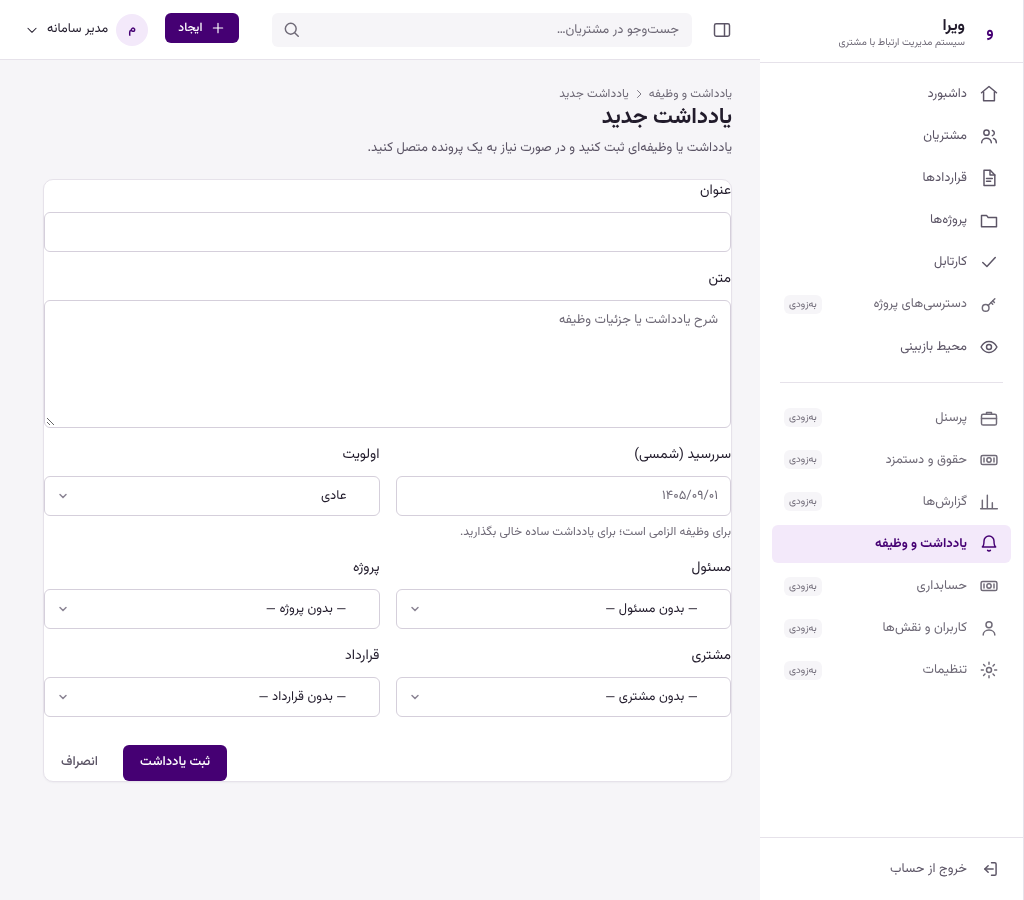 و
ویرا
سیستم مدیریت ارتباط با مشتری
داشبورد
مشتریان
قراردادها
پروژه‌ها
کارتابل
دسترسی‌های پروژه
به‌زودی
محیط بازبینی
پرسنل
به‌زودی
حقوق و دستمزد
به‌زودی
گزارش‌ها
به‌زودی
یادداشت و وظیفه
حسابداری
به‌زودی
کاربران و نقش‌ها
به‌زودی
تنظیمات
به‌زودی
خروج از حساب
جست‌وجو در مشتریان...
ایجاد
م
مدیر سامانه
یادداشت و وظیفه
یادداشت جدید
یادداشت جدید
یادداشت یا وظیفه‌ای ثبت کنید و در صورت نیاز به یک پرونده متصل کنید.
عنوان
متن
شرح یادداشت یا جزئیات وظیفه
سررسید (شمسی)
اولویت
۱۴۰۵/۰۹/۰۱
عادی
برای وظیفه الزامی است؛ برای یادداشت ساده خالی بگذارید.
مسئول
پروژه
— بدون مسئول —
— بدون پروژه —
مشتری
قرارداد
— بدون مشتری —
— بدون قرارداد —
ثبت یادداشت
انصراف